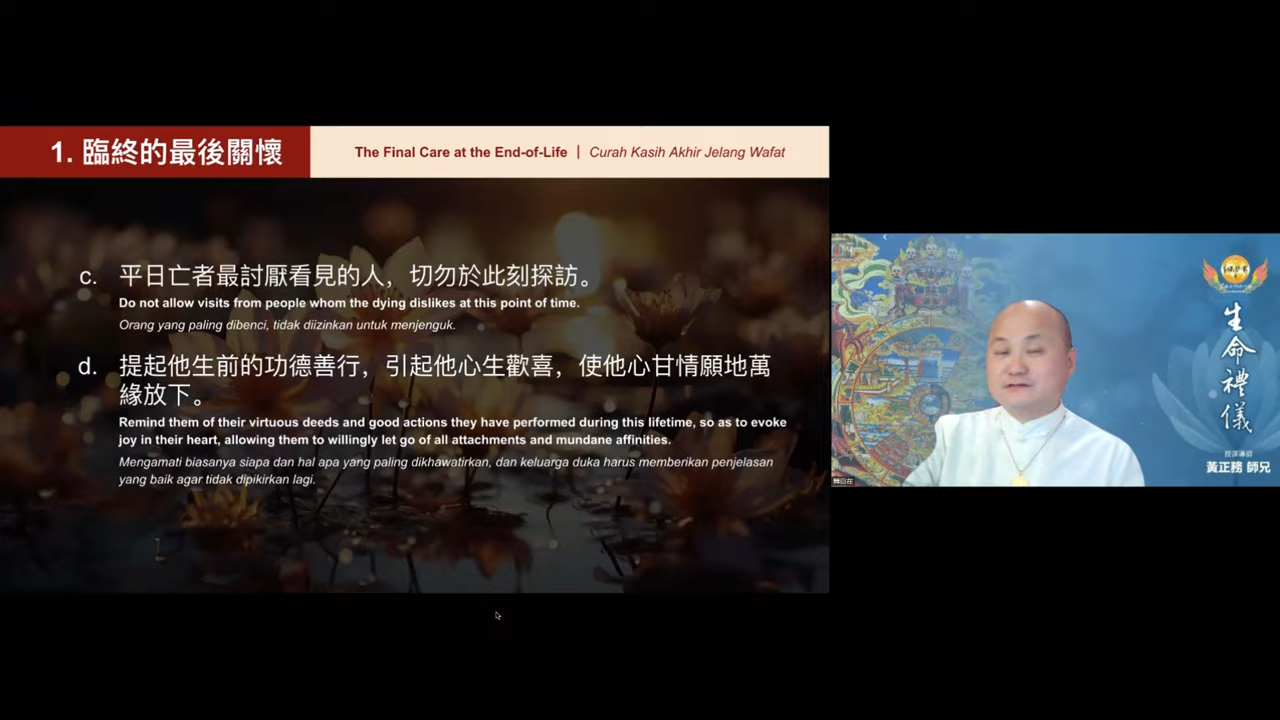 1. 臨終的最後關懷
The Final Care at the End-of-Life | Curah Kasih Akhir Jelang Wafat
c. 平日亡者最討厭看見的人，切勿於此刻探訪。
Do not allow visits from people whom the dying dislikes at this point of time.
Orang yang paling dibenci, tidak diizinkan untuk menjenguk.
d. 提起他生前的功德善行，引起他心生歡喜，使他心甘情願地萬
緣放下。
Remind them of their virtuous deeds and good actions they have performed during this lifetime, so as to evoke
joy in their heart, allowing them to willingly let go of all attachments and mundane affinities.
Mengamati biasanya siapa dan hal apa yang paling dikhawatirkan, dan keluarga duka harus memberikan penjelasan
yang baik agar tidak dipikirkan lagi.
生命禮儀
授課導師
黃正務 師兄